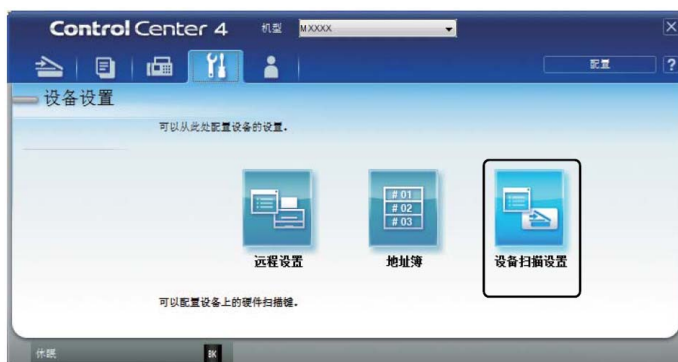 Control Center 4 机型 MXXXX
配置 ?
设备设置
可以从此处配置设备的设置。
# 01
# 02
# 03
远程设置 地址簿 设备扫描设置
可以配置设备上的硬件扫描键。
休眠 BK